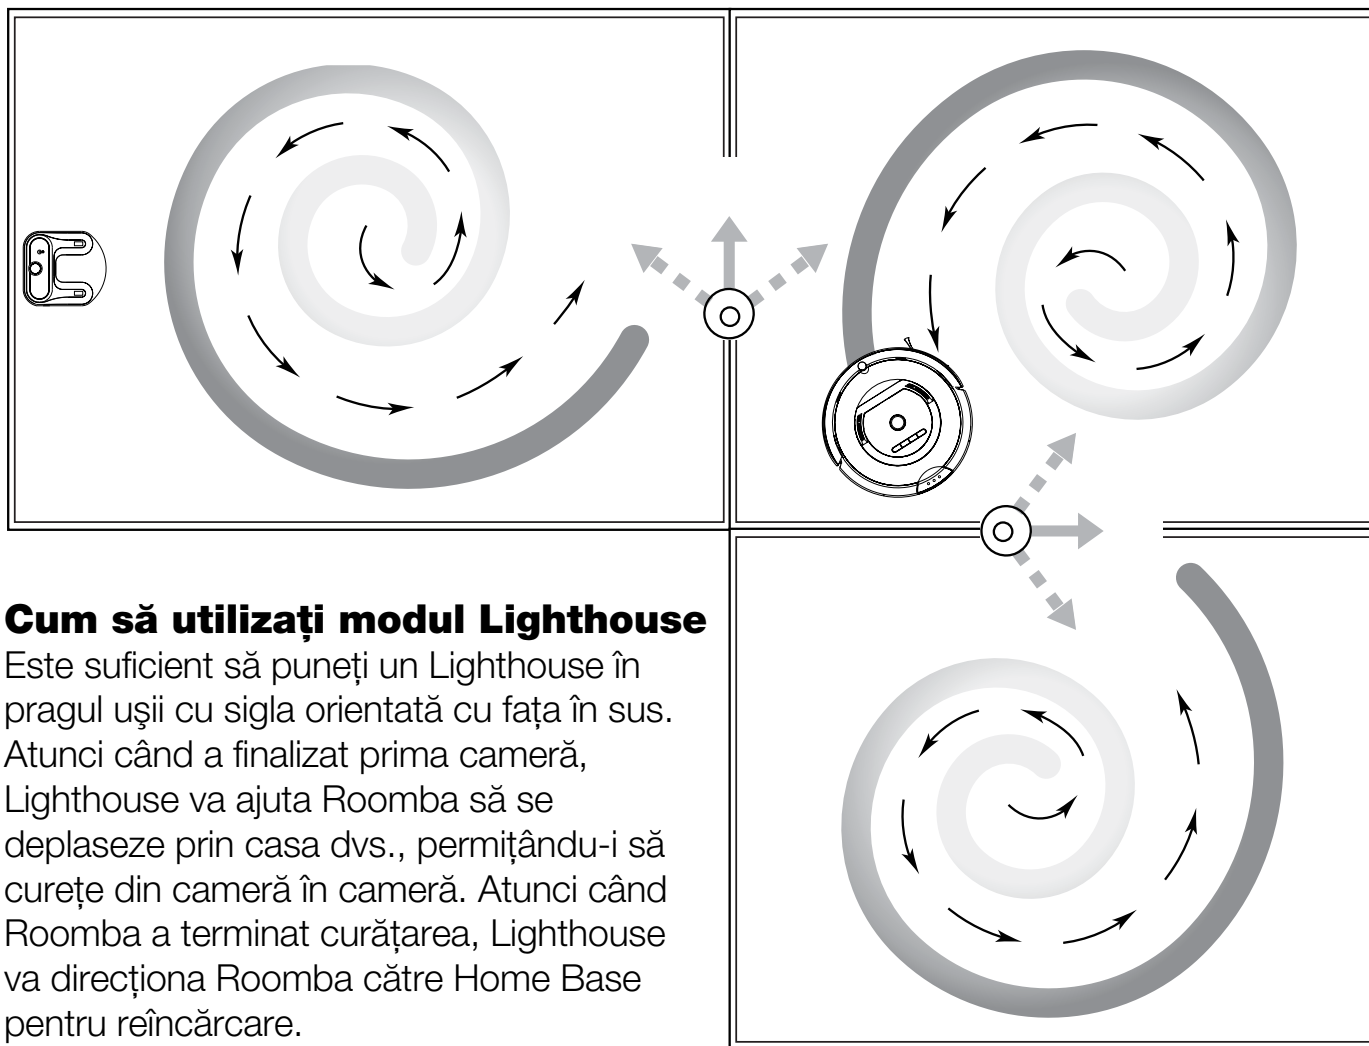 Cum să utilizați modul Lighthouse
Este suficient să puneți un Lighthouse în
pragul uşii cu sigla orientată cu fața în sus.
Atunci când a finalizat prima cameră,
Lighthouse va ajuta Roomba să se
deplaseze prin casa dvs., permițându-i să
curețe din cameră în cameră. Atunci când
Roomba a terminat curățarea, Lighthouse
va direcționa Roomba către Home Base
pentru reîncărcare.